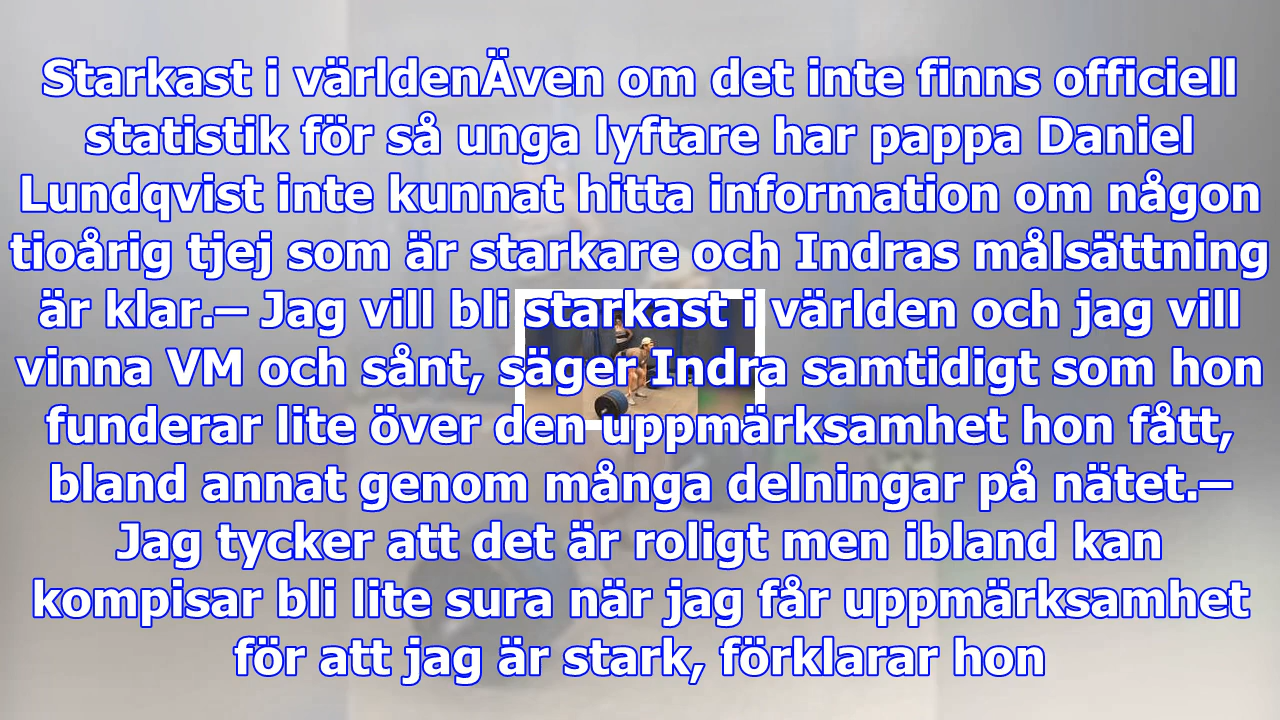 Starkast i världenÄven om det inte finns officiell
statistik för så unga lyftare har pappa Daniel
Lundqvist inte kunnat hitta information om någon
tioårig tjej som är starkare och Indras målsättning
är klar.– Jag vill bli starkast i världen och jag vill
vinna VM och sånt, säger Indra samtidigt som hon
funderar lite över den uppmärksamhet hon fått,
bland annat genom många delningar på nätet.–
Jag tycker att det är roligt men ibland kan
kompisar bli lite sura när jag får uppmärksamhet
för att jag är stark, förklarar hon